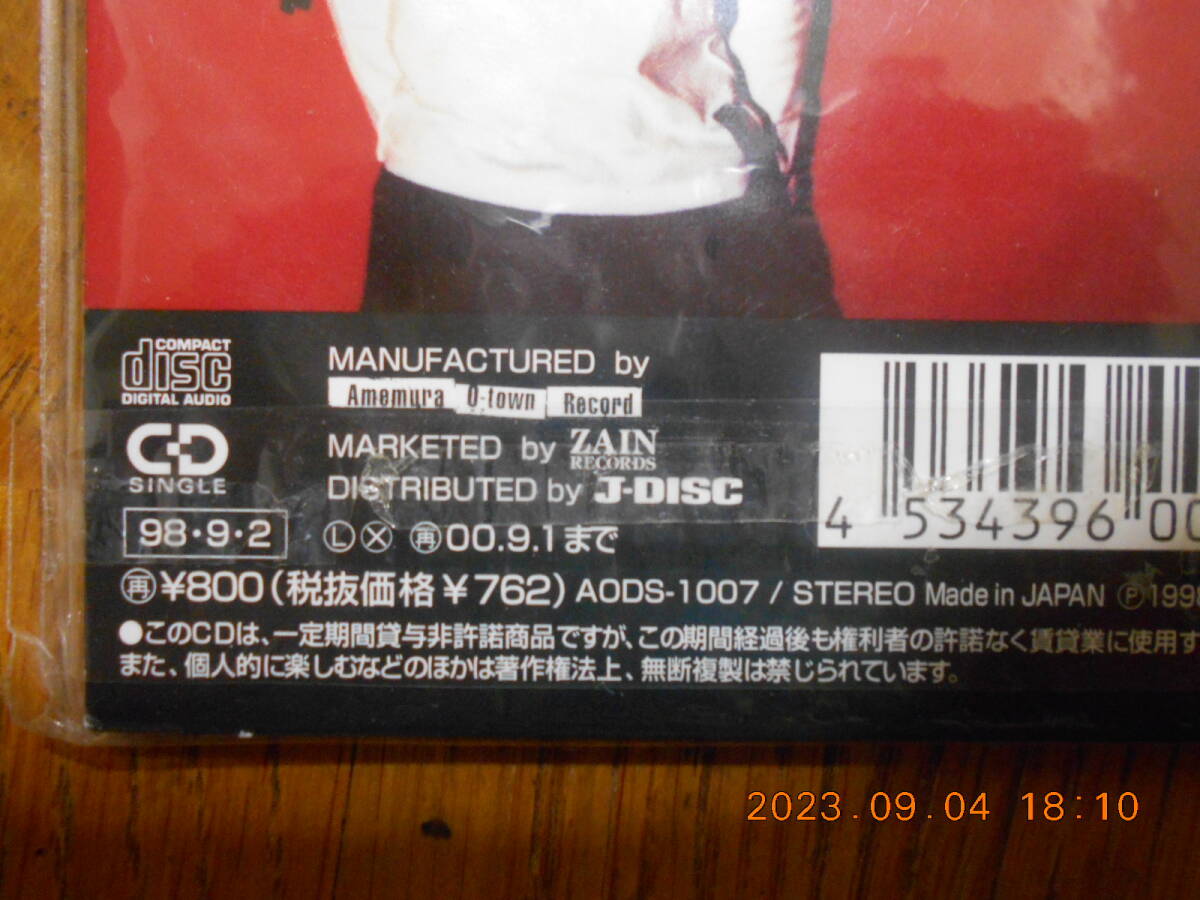 COMPACT
disc
DIGITAL AUDIO
MANUFACTURED by
Amemura O-town Record
CD
SINGLE
MARKETED by ZAIN RECORDS
DISTRIBUTED by J-DISC
98・9・2 Ⓛ Ⓧ ㊞00.9.1まで
再¥800(税抜価格¥762) AODS-1007 / STEREO Made in JAPAN Ⓟ199
4 534396 00
●このCDは、一定期間貸与非許諾商品ですが、この期間経過後も権利者の許諾なく賃貸業に使用す
また、個人的に楽しむなどのほかは著作権法上、無断複製は禁じられています。
2023.09.04 18:10